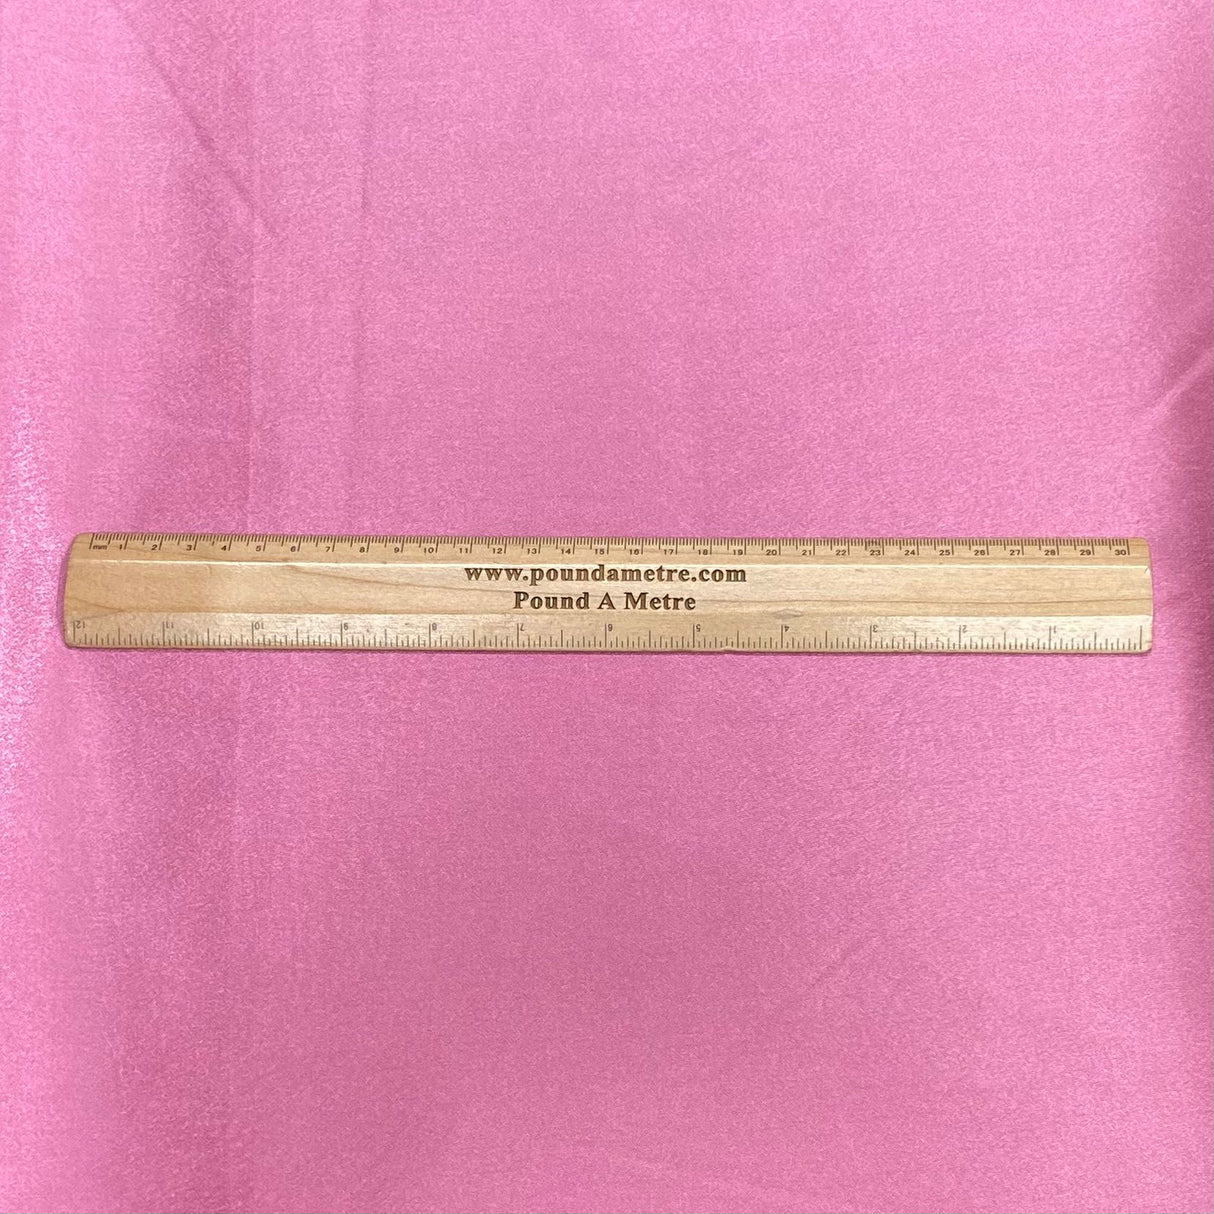 mm 1 2 3 4 5 6 7 8 9 10 11 12 13 14 15 16 17 18 19 20 21 22 23 24 25 26 27 28 29 30
www.poundametre.com
Pound A Metre
12 11 10 9 8 7 6 5 4 3 2 1